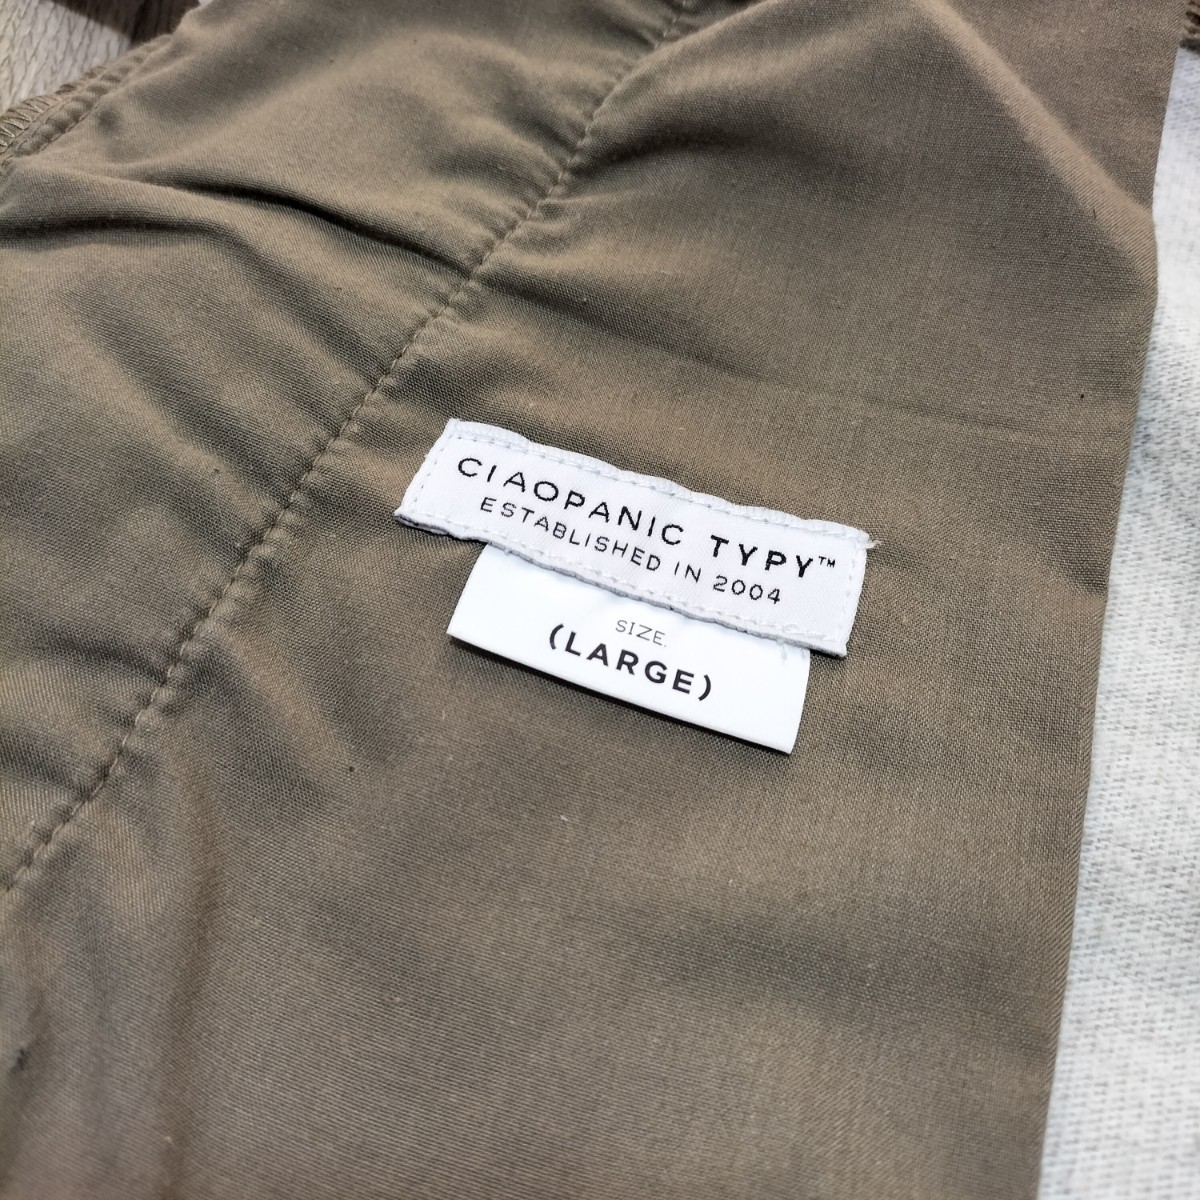 CIAOPANIC TYPY™
ESTABLISHED IN 2004
SIZE.
(LARGE)